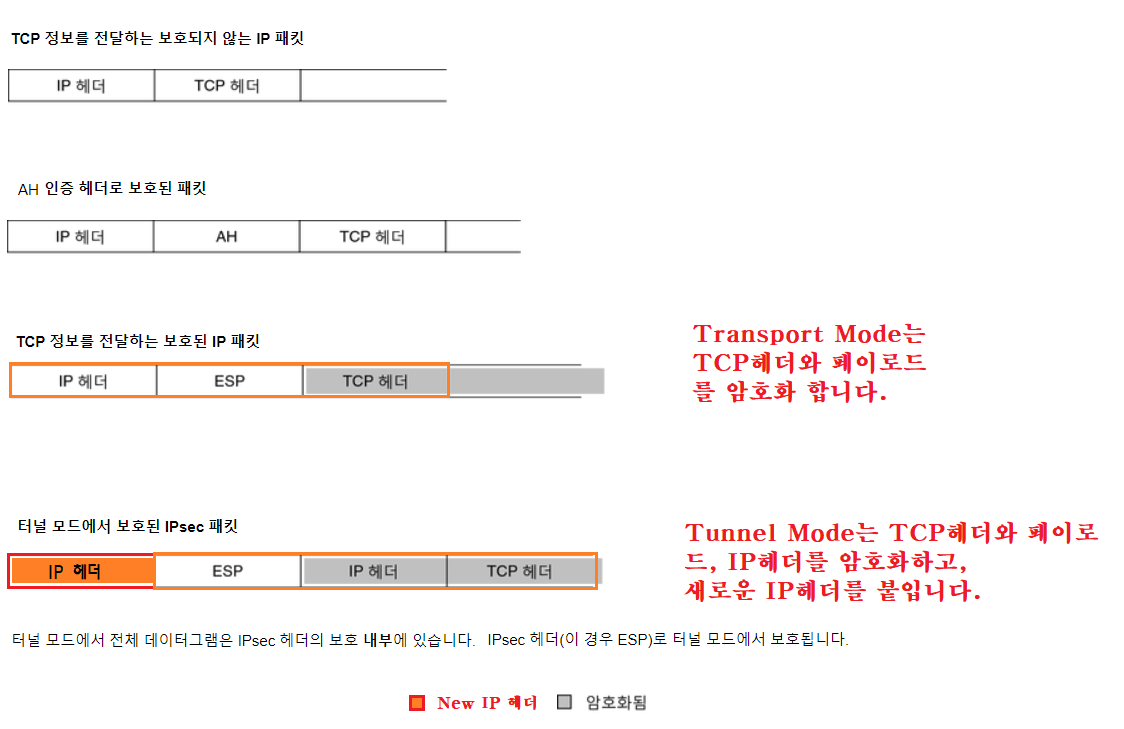 TCP 정보를 전달하는 보호되지 않는 IP 패킷
IP 헤더 TCP 헤더
AH 인증 헤더로 보호된 패킷
IP 헤더 AH TCP 헤더
TCP 정보를 전달하는 보호된 IP 패킷
IP 헤더 ESP TCP 헤더
Transport Mode는
TCP헤더와 페이로드
를 암호화 합니다.
터널 모드에서 보호된 IPsec 패킷
IP 헤더 ESP IP 헤더 TCP 헤더
Tunnel Mode는 TCP헤더와 페이로
드, IP헤더를 암호화하고,
새로운 IP헤더를 붙입니다.
터널 모드에서 전체 데이터그램은 IPsec 헤더의 보호 내부에 있습니다. IPsec 헤더(이 경우 ESP)로 터널 모드에서 보호됩니다.
New IP 헤더 암호화됨